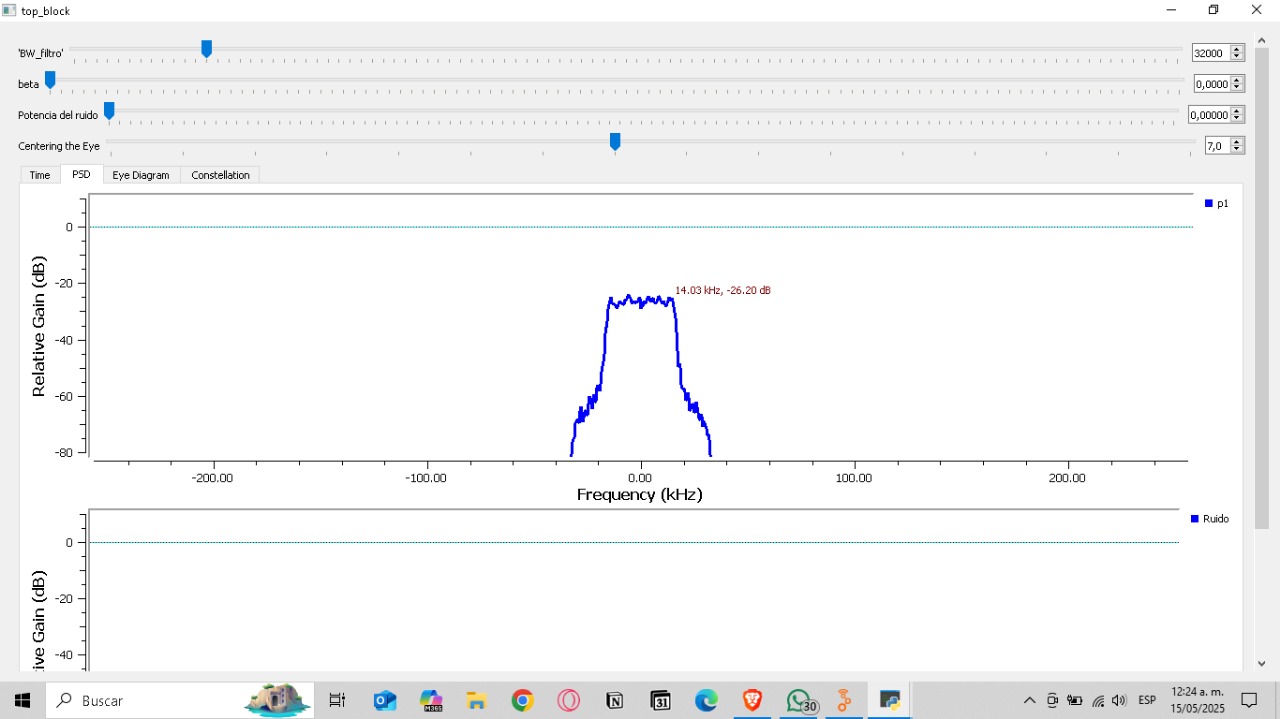 top_block
'BW_filtro' 32000
beta 0,0000
Potencia del ruido 0,00000
Centering the Eye 7,0
Time PSD Eye Diagram Constellation
p1
0
-20
-40
-60
-80
Relative Gain (dB)
14.03 kHz, -26.20 dB
-200.00 -100.00 0.00 100.00 200.00
Frequency (kHz)
Ruido
0
-20
-40
ive Gain (dB)
Buscar
M365
31
30
ESP
12:24 a. m.
15/05/2025